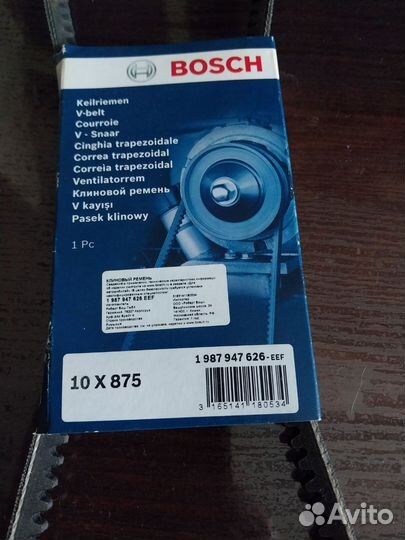 BOSCH
Keilriemen
V-belt
Courroie
V - Snaar
Cinghia trapezoidale
Correa trapezoidal
Correia trapezoidal
Ventilatorrem
Клиновой ремень
V kayışı
Pasek klinowy
1 Pc
КЛИНОВЫЙ РЕМЕНЬ
1 987 947 626 EEF
1 987 947 626-EEF
10 X 875
3 165141 180534
Avito